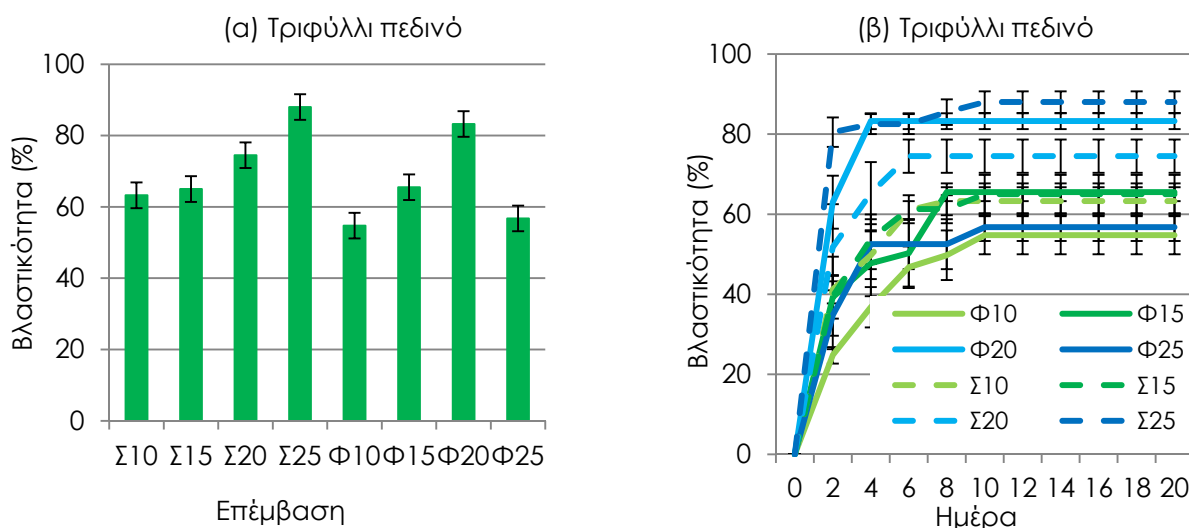 (α) Τριφύλλι πεδινό
Βλαστικότητα (%)
100
80
60
40
20
0
Σ10 Σ15 Σ20 Σ25 Φ10 Φ15 Φ20 Φ25
Επέμβαση
(β) Τριφύλλι πεδινό
Βλαστικότητα (%)
100
80
60
40
20
0
Φ10 Φ15
Φ20 Φ25
Σ10 Σ15
Σ20 Σ25
0 2 4 6 8 10 12 14 16 18 20
Ημέρα